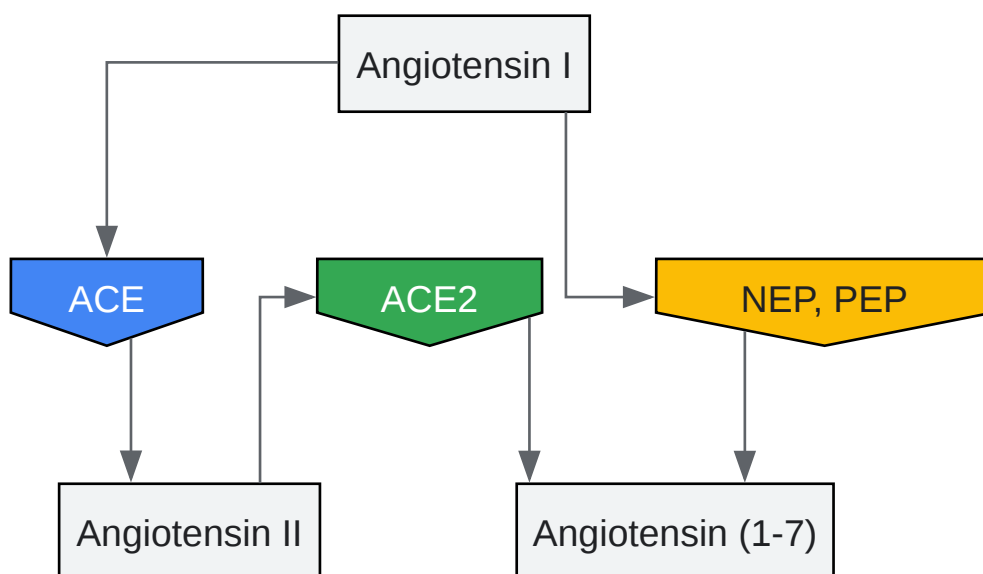 Angiotensin I
ACE
ACE2
NEP, PEP
Angiotensin II
Angiotensin (1-7)